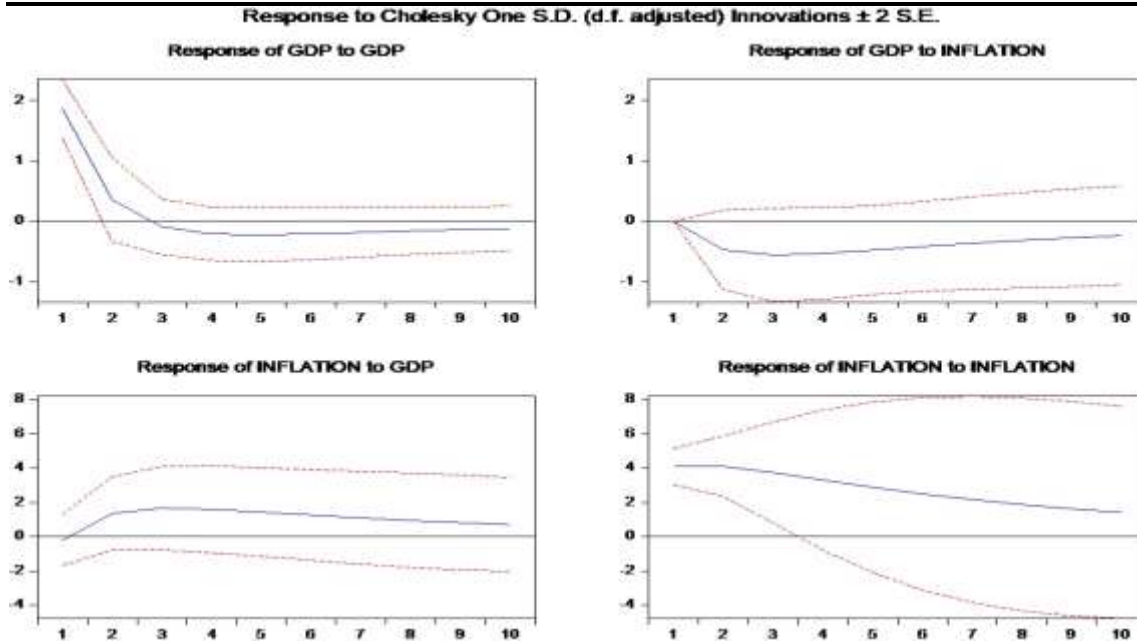 Response to Cholesky One S.D. (d.f. adjusted) Innovations ± 2 S.E.
Response of GDP to GDP
2
1
0
-1
1 2 3 4 5 6 7 8 9 10
Response of GDP to INFLATION
2
1
0
-1
1 2 3 4 5 6 7 8 9 10
Response of INFLATION to GDP
8
6
4
2
0
-2
-4
1 2 3 4 5 6 7 8 9 10
Response of INFLATION to INFLATION
8
6
4
2
0
-2
-4
1 2 3 4 5 6 7 8 9 10